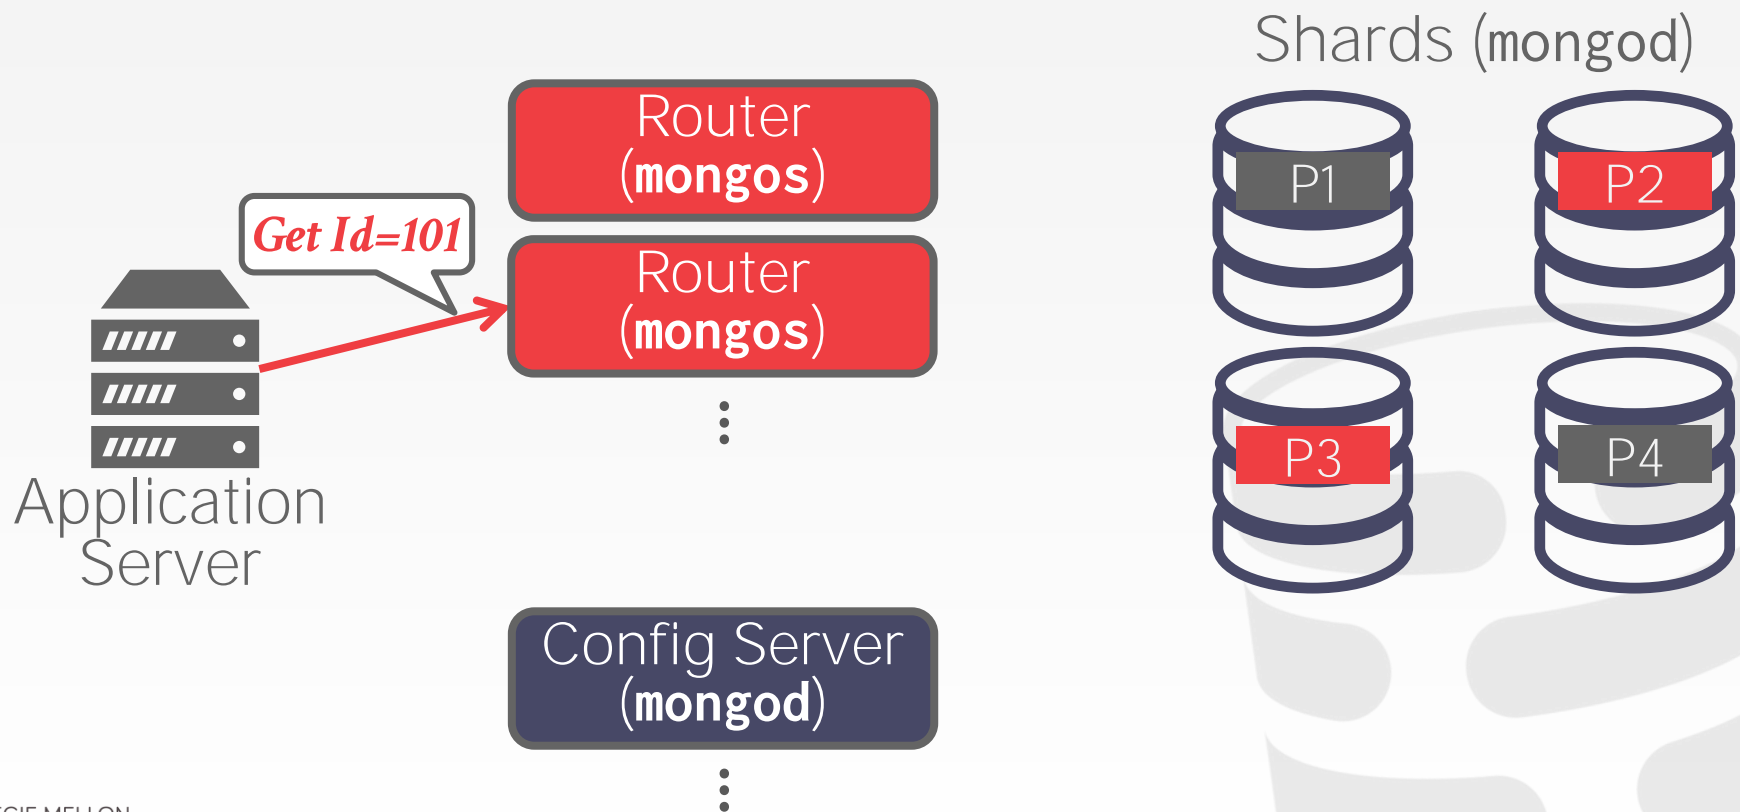 Shards (mongod)
Router
(mongos)
P1
P2
Get Id=101
Router
(mongos)
P3
P4
Application
Server
Config Server
(mongod)